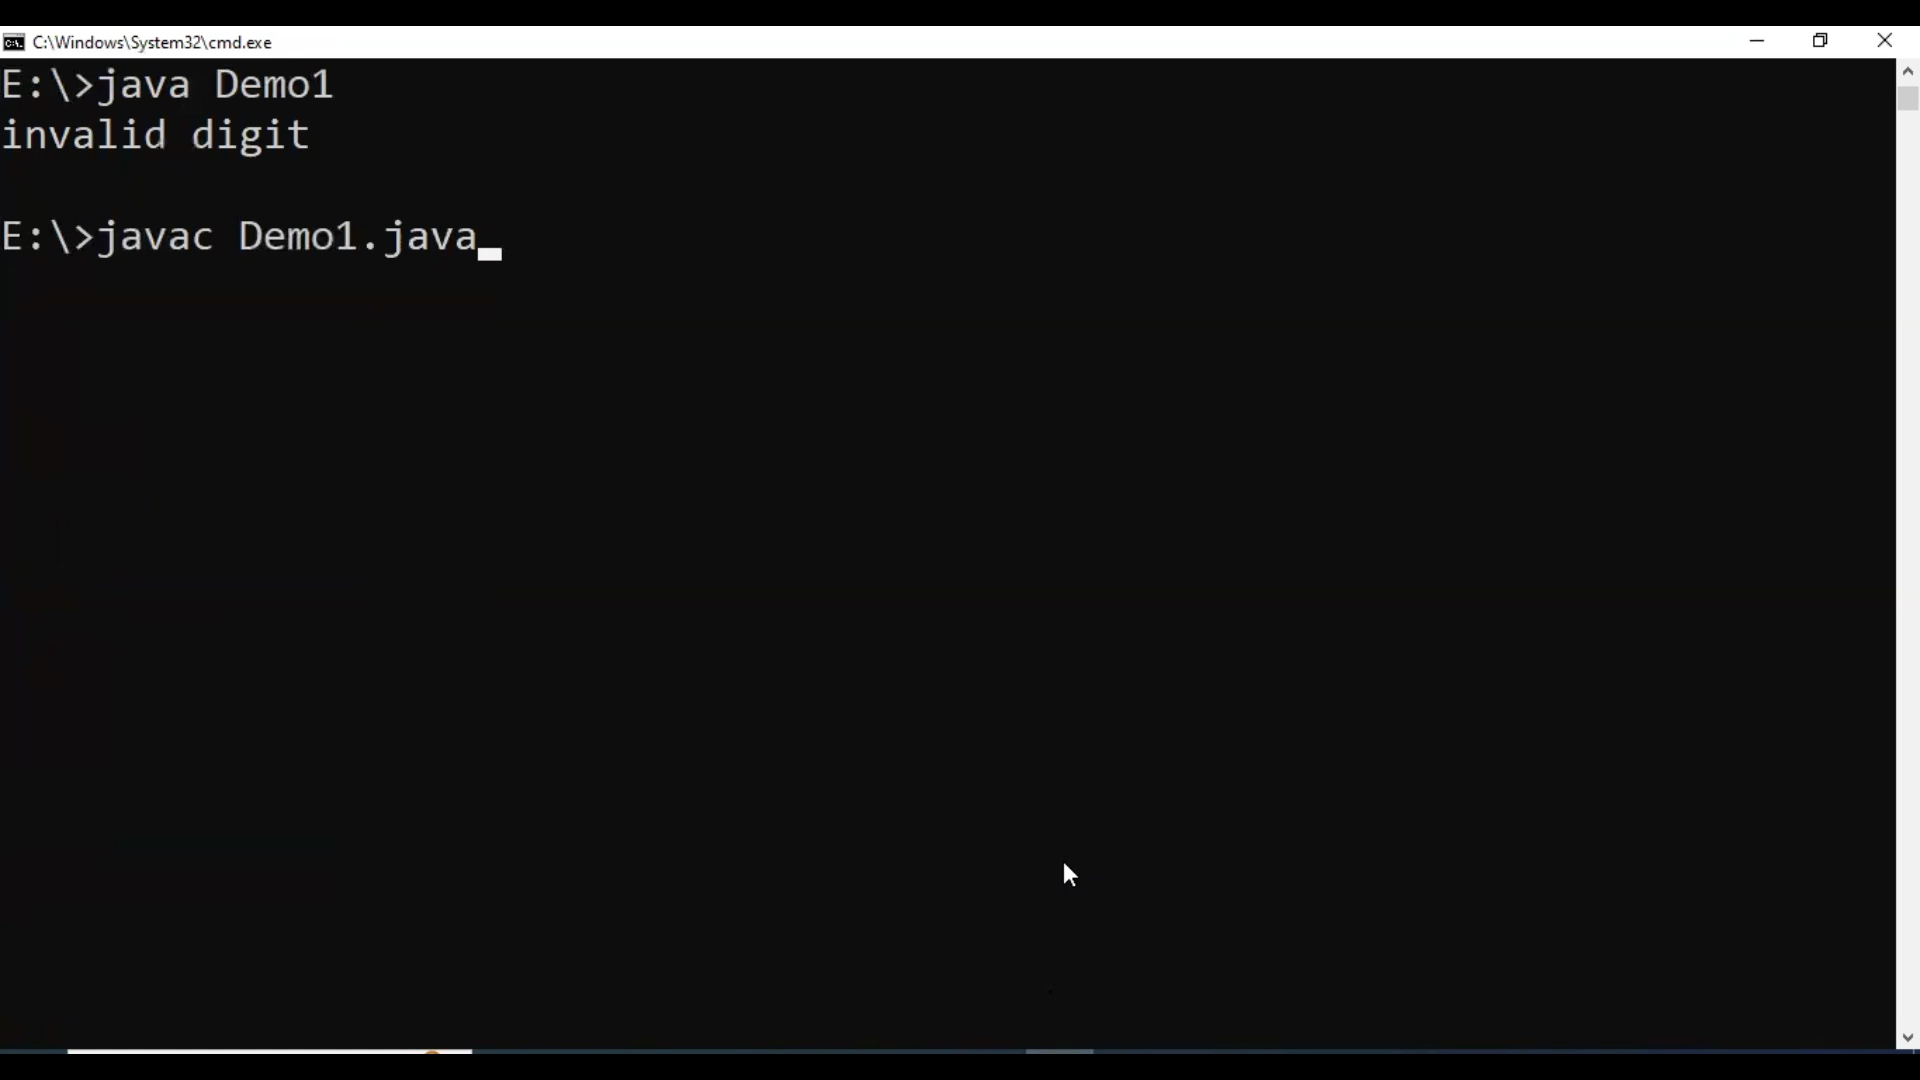 C:\Windows\System32\cmd.exe
E:\>java Demo1
invalid digit
E:\>javac Demo1.java